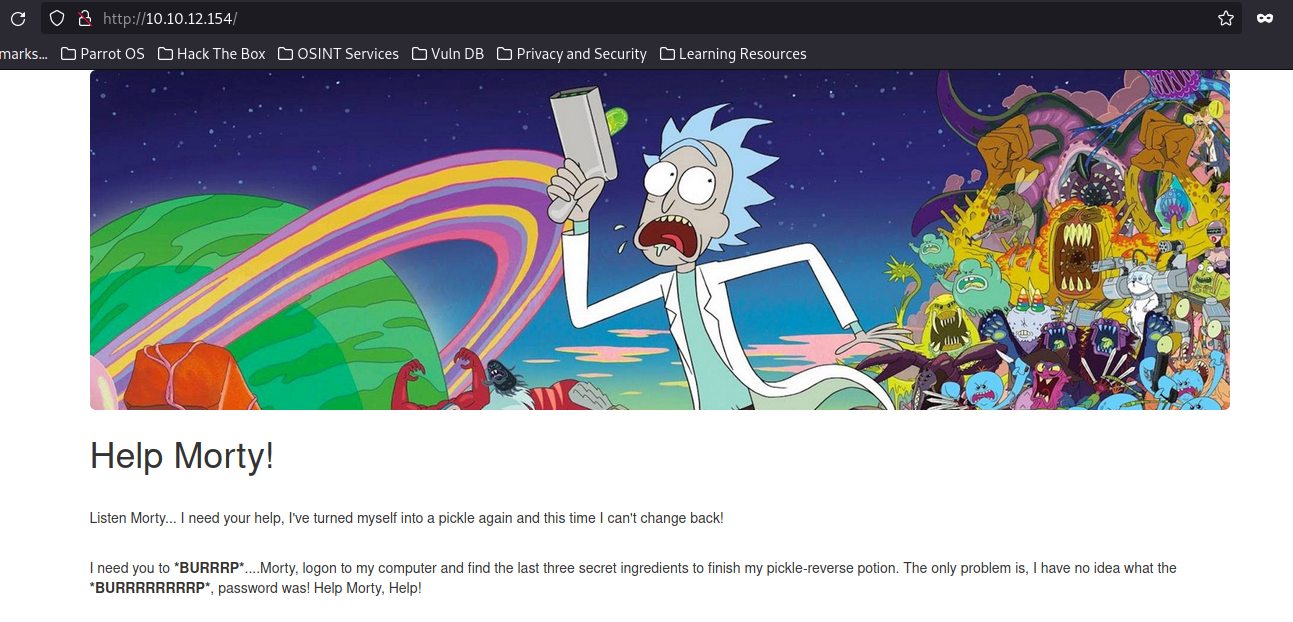 http://10.10.12.154/
marks... Parrot OS Hack The Box OSINT Services Vuln DB Privacy and Security Learning Resources
Help Morty!
Listen Morty... I need your help, I've turned myself into a pickle again and this time I can't change back!
I need you to *BURRRP*....Morty, logon to my computer and find the last three secret ingredients to finish my pickle-reverse potion. The only problem is, I have no idea what the
*BURRRRRRRRP*, password was! Help Morty, Help!